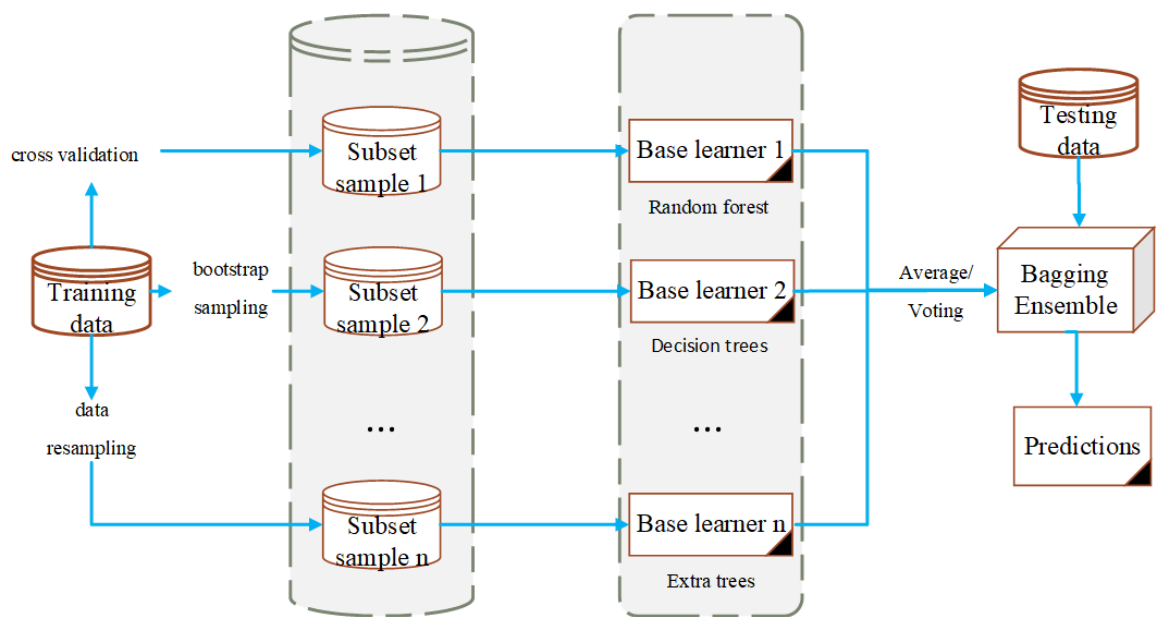 cross validation
Training
data
bootstrap
sampling
data
resampling
Subset
sample 1
Subset
sample 2
...
Subset
sample n
Base learner 1
Random forest
Base learner 2
Decision trees
...
Base learner n
Extra trees
Average/
Voting
Testing
data
Bagging
Ensemble
Predictions